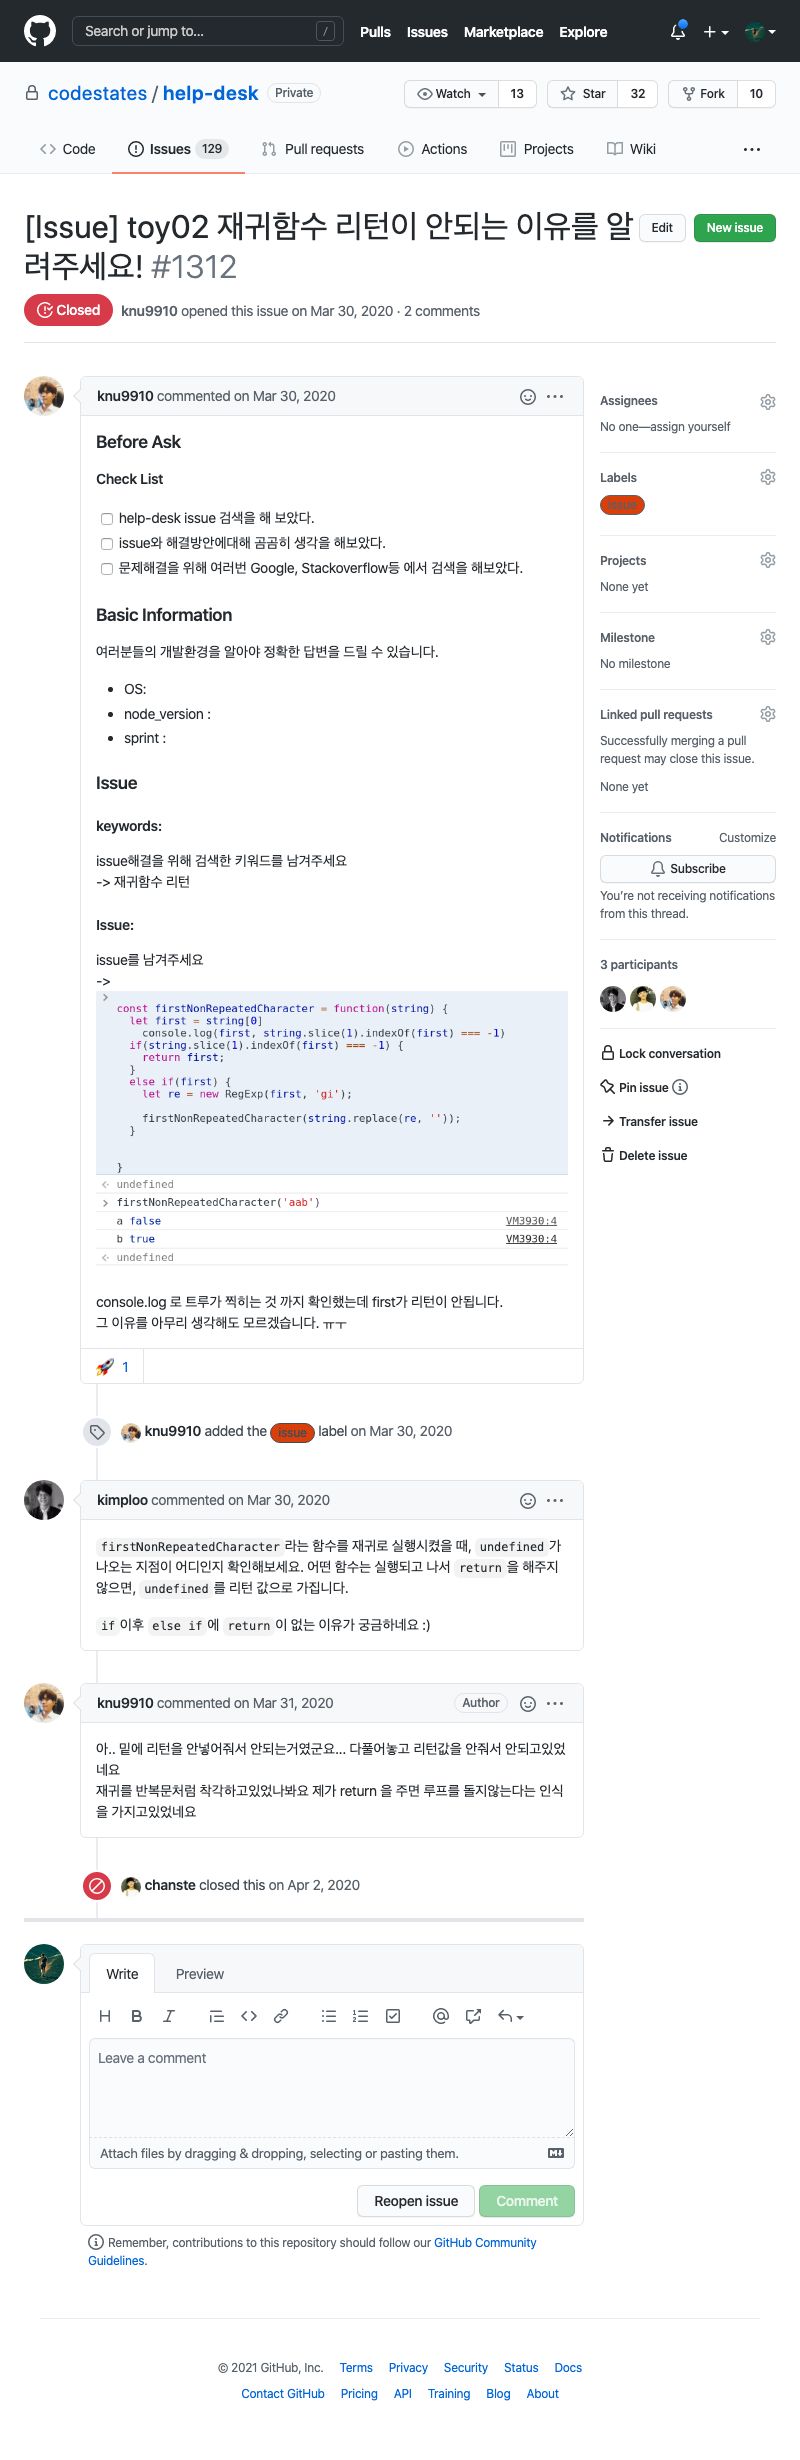 Search or jump to... /
Pulls Issues Marketplace Explore
codestates / help-desk Private
Watch 13 Star 32 Fork 10
Code Issues 129 Pull requests Actions Projects Wiki ...
[Issue] toy02 재귀함수 리턴이 안되는 이유를 알
려주세요! #1312
Edit New issue
Closed knu9910 opened this issue on Mar 30, 2020 · 2 comments
knu9910 commented on Mar 30, 2020
Before Ask
Check List
help-desk issue 검색을 해 보았다.
issue와 해결방안에대해 곰곰히 생각을 해보았다.
문제해결을 위해 여러번 Google, Stackoverflow등 에서 검색을 해보았다.
Basic Information
여러분들의 개발환경을 알아야 정확한 답변을 드릴 수 있습니다.
• OS:
• node_version :
• sprint :
Issue
keywords:
issue해결을 위해 검색한 키워드를 남겨주세요
-> 재귀함수 리턴
Issue:
issue를 남겨주세요
->
const firstNonRepeatedCharacter = function(string) {
let first = string[0]
console.log(first, string.slice(1).indexOf(first) === -1)
if(string.slice(1).indexOf(first) === -1) {
return first;
}
else if(first) {
let re = new RegExp(first, 'gi');
firstNonRepeatedCharacter(string.replace(re, ''));
}
}
undefined
firstNonRepeatedCharacter('aab')
a false VM3930:4
b true VM3930:4
undefined
console.log 로 트루가 찍히는 것 까지 확인했는데 first가 리턴이 안됩니다.
그 이유를 아무리 생각해도 모르겠습니다. ㅠㅜ
🚀 1
knu9910 added the issue label on Mar 30, 2020
kimploo commented on Mar 30, 2020
firstNonRepeatedCharacter 라는 함수를 재귀로 실행시켰을 때, undefined 가
나오는 지점이 어디인지 확인해보세요. 어떤 함수는 실행되고 나서 return 을 해주지
않으면, undefined 를 리턴 값으로 가집니다.
if 이후 else if 에 return 이 없는 이유가 궁금하네요 :)
knu9910 commented on Mar 31, 2020 Author
아.. 밑에 리턴을 안넣어줘서 안되는거였군요... 다풀어놓고 리턴값을 안줘서 안되고있었
네요
재귀를 반복문처럼 착각하고있었나봐요 제가 return 을 주면 루프를 돌지않는다는 인식
을 가지고있었네요
chanste closed this on Apr 2, 2020
Write Preview
Leave a comment
Attach files by dragging & dropping, selecting or pasting them.
Reopen issue Comment
Remember, contributions to this repository should follow our GitHub Community
Guidelines.
Assignees
No one—assign yourself
Labels
issue
Projects
None yet
Milestone
No milestone
Linked pull requests
Successfully merging a pull
request may close this issue.
None yet
Notifications Customize
Subscribe
You're not receiving notifications
from this thread.
3 participants
Lock conversation
Pin issue
Transfer issue
Delete issue
© 2021 GitHub, Inc. Terms Privacy Security Status Docs
Contact GitHub Pricing API Training Blog About